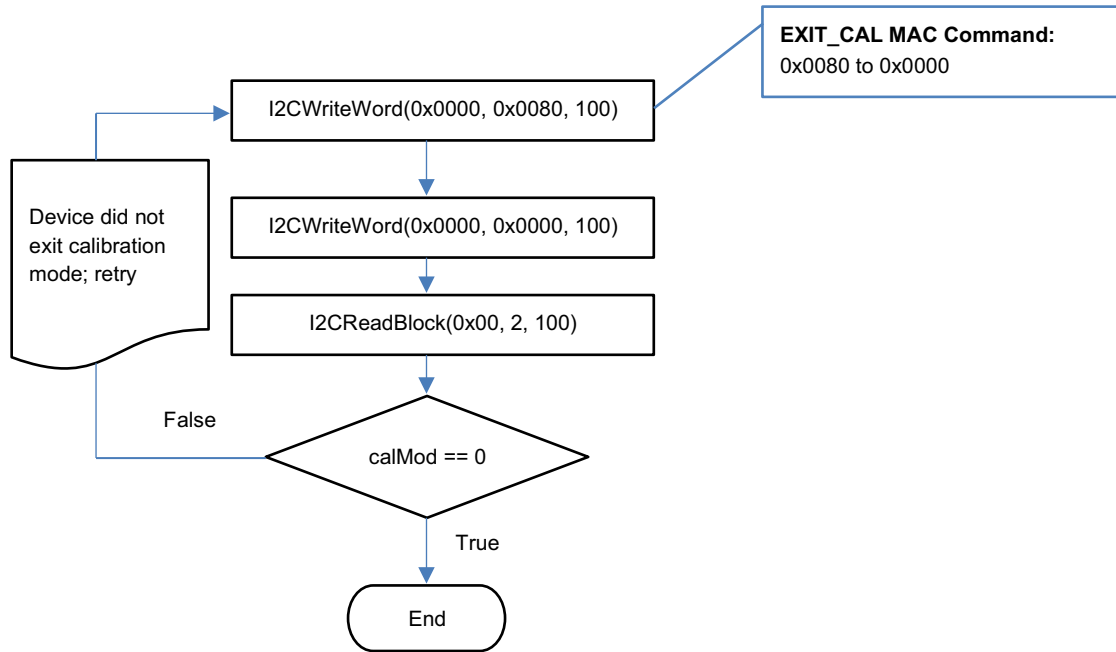 EXIT_CAL MAC Command:
0x0080 to 0x0000
I2CWriteWord(0x0000, 0x0080, 100)
I2CWriteWord(0x0000, 0x0000, 100)
Device did not
exit calibration
mode; retry
I2CReadBlock(0x00, 2, 100)
False
calMod == 0
True
End